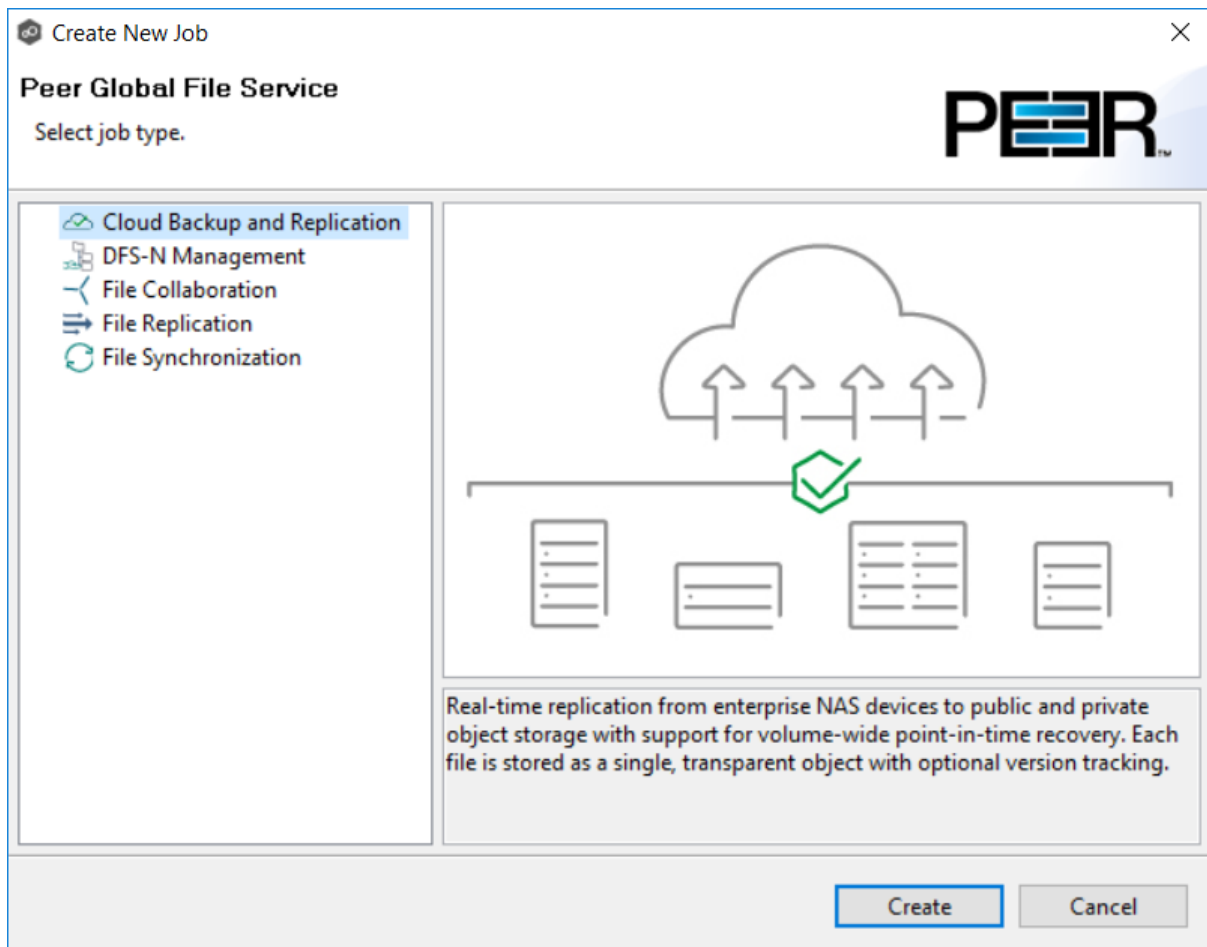 Create New Job
Peer Global File Service
Select job type.
PEER™
Cloud Backup and Replication
DFS-N Management
File Collaboration
File Replication
File Synchronization
Real-time replication from enterprise NAS devices to public and private
object storage with support for volume-wide point-in-time recovery. Each
file is stored as a single, transparent object with optional version tracking.
Create
Cancel